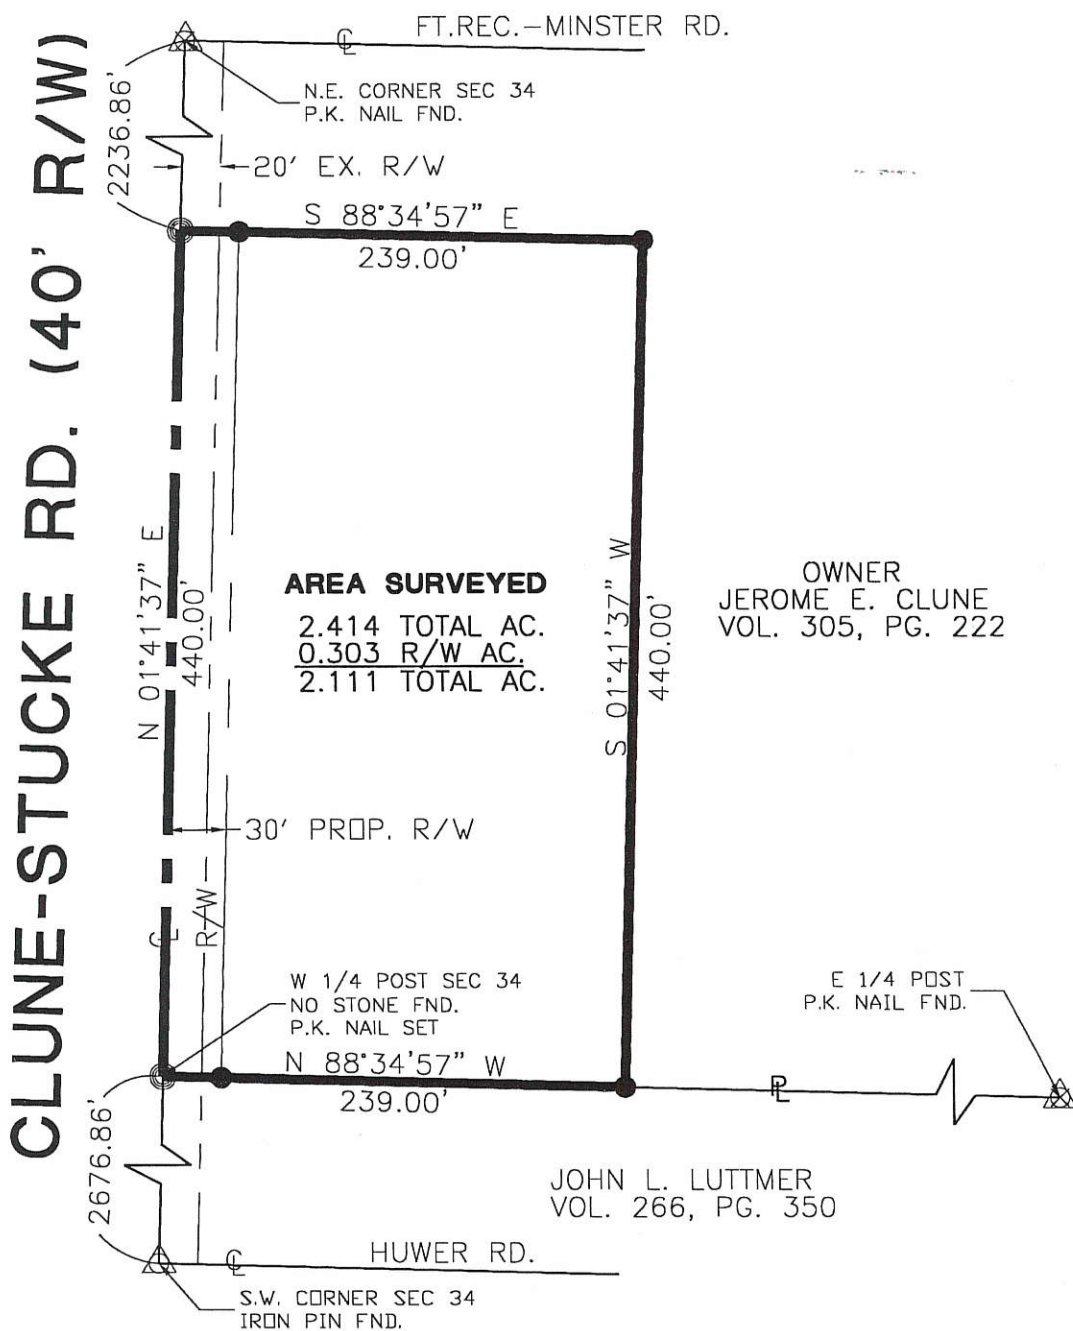 FT.REC.-MINSTER RD.
N.E. CORNER SEC 34
P.K. NAIL FND.
2236.86'
20' EX. R/W
S 88°34'57" E
239.00'
CLUNE-STUCKE RD. (40' R/W)
N 01°41'37" E
440.00'
AREA SURVEYED
2.414 TOTAL AC.
0.303 R/W AC.
2.111 TOTAL AC.
S 01°41'37" W
440.00'
OWNER
JEROME E. CLUNE
VOL. 305, PG. 222
30' PROP. R/W
R/W
W 1/4 POST SEC 34
NO STONE FND.
P.K. NAIL SET
E 1/4 POST
P.K. NAIL FND.
N 88°34'57" W
239.00'
2676.86'
JOHN L. LUTTMER
VOL. 266, PG. 350
HUWER RD.
S.W. CORNER SEC 34
IRON PIN FND.